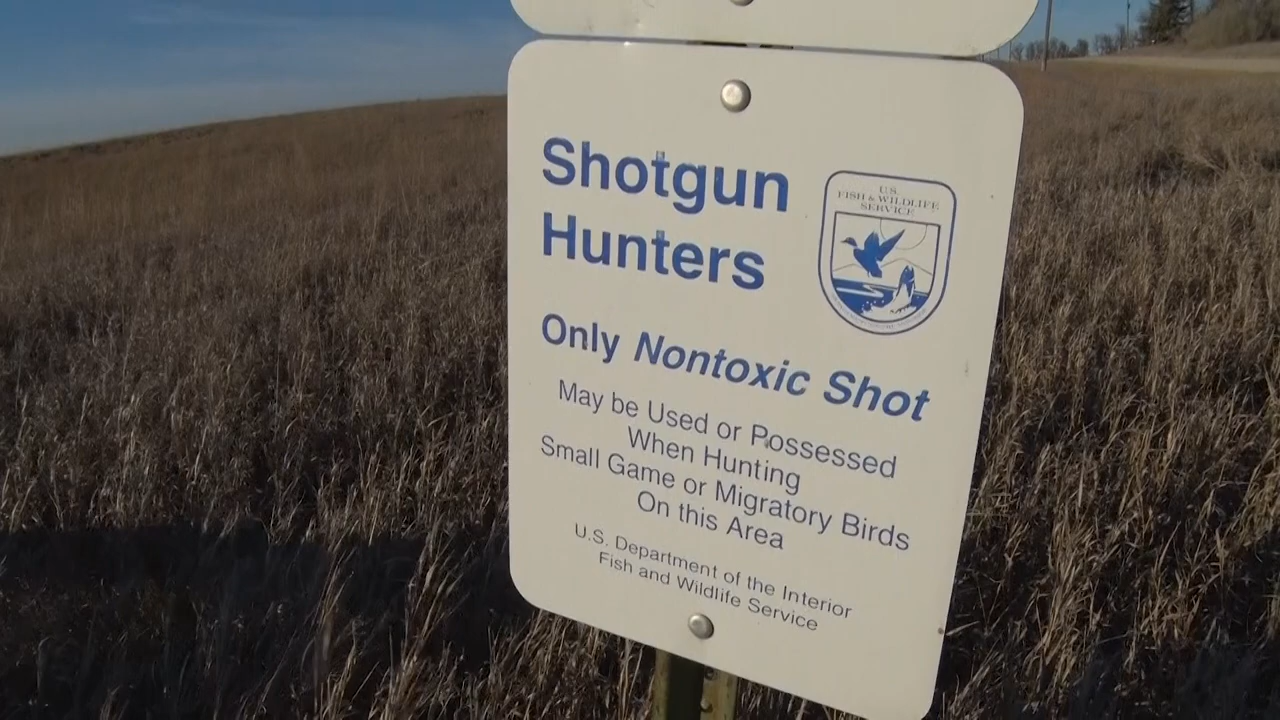 Shotgun
Hunters
U.S.
FISH & WILDLIFE
SERVICE
Only Nontoxic Shot
May be Used or Possessed
When Hunting
Small Game or Migratory Birds
On this Area
U.S. Department of the Interior
Fish and Wildlife Service